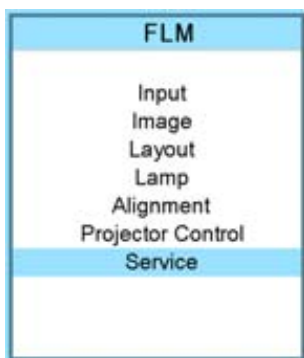 FLM
Input
Image
Layout
Lamp
Alignment
Projector Control
Service